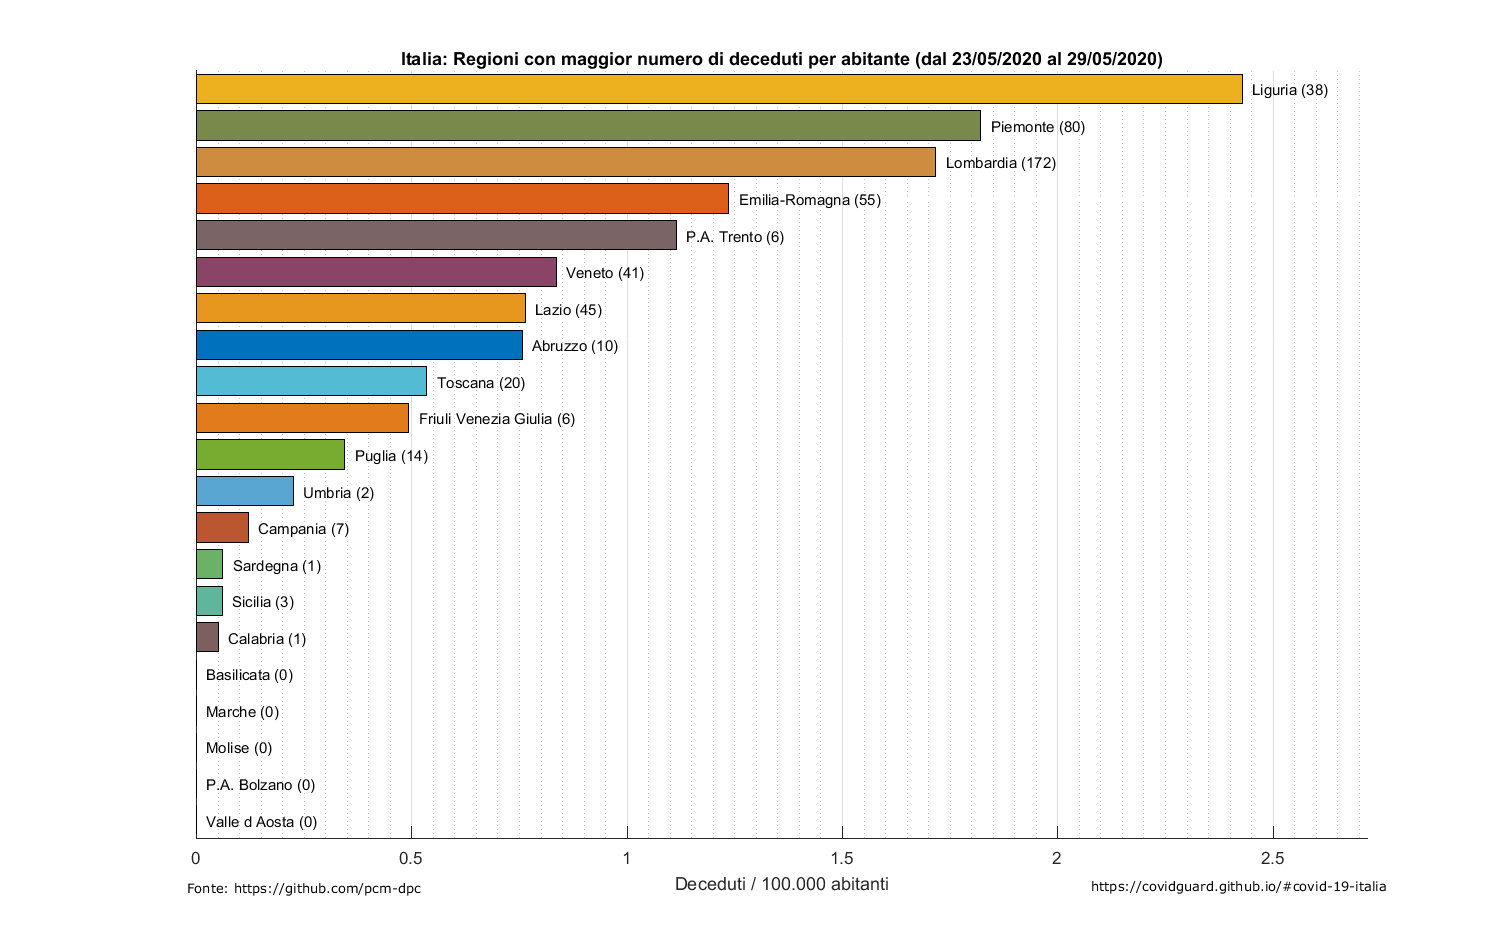 Italia: Regioni con maggior numero di deceduti per abitante (dal 23/05/2020 al 29/05/2020)
Liguria (38)
Piemonte (80)
Lombardia (172)
Emilia-Romagna (55)
P.A. Trento (6)
Veneto (41)
Lazio (45)
Abruzzo (10)
Toscana (20)
Friuli Venezia Giulia (6)
Puglia (14)
Umbria (2)
Campania (7)
Sardegna (1)
Sicilia (3)
Calabria (1)
Basilicata (0)
Marche (0)
Molise (0)
P.A. Bolzano (0)
Valle d Aosta (0)
0 0.5 1 1.5 2 2.5
Deceduti / 100.000 abitanti
Fonte: https://github.com/pcm-dpc
https://covidguard.github.io/#covid-19-italia